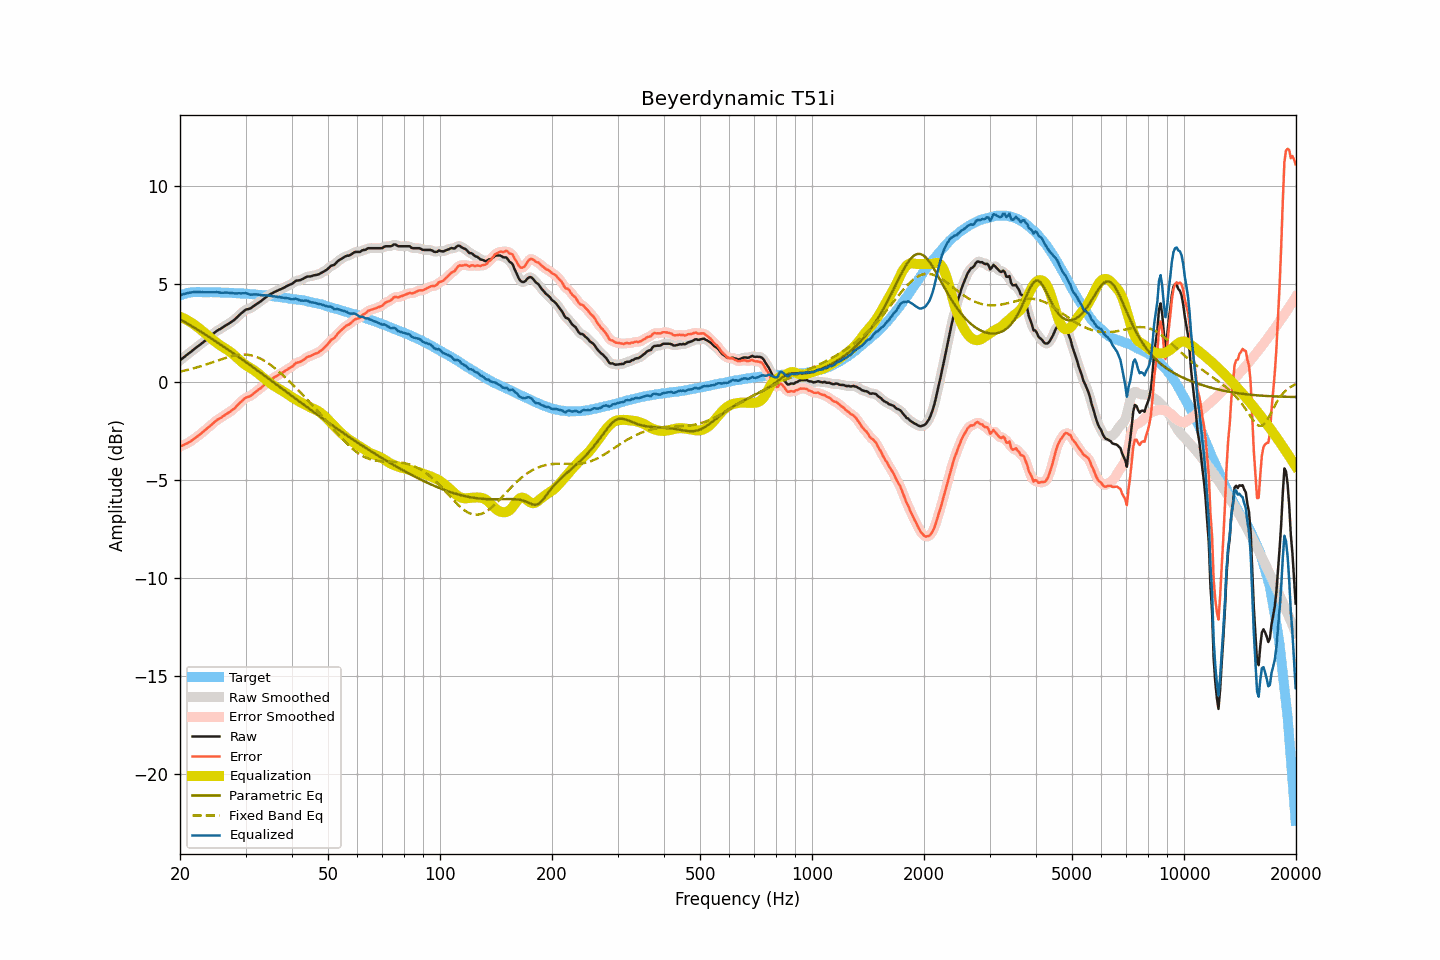 Beyerdynamic T51i
Amplitude (dBr)
10
5
0
−5
−10
−15
−20
Target
Raw Smoothed
Error Smoothed
Raw
Error
Equalization
Parametric Eq
Fixed Band Eq
Equalized
20 50 100 200 500 1000 2000 5000 10000 20000
Frequency (Hz)